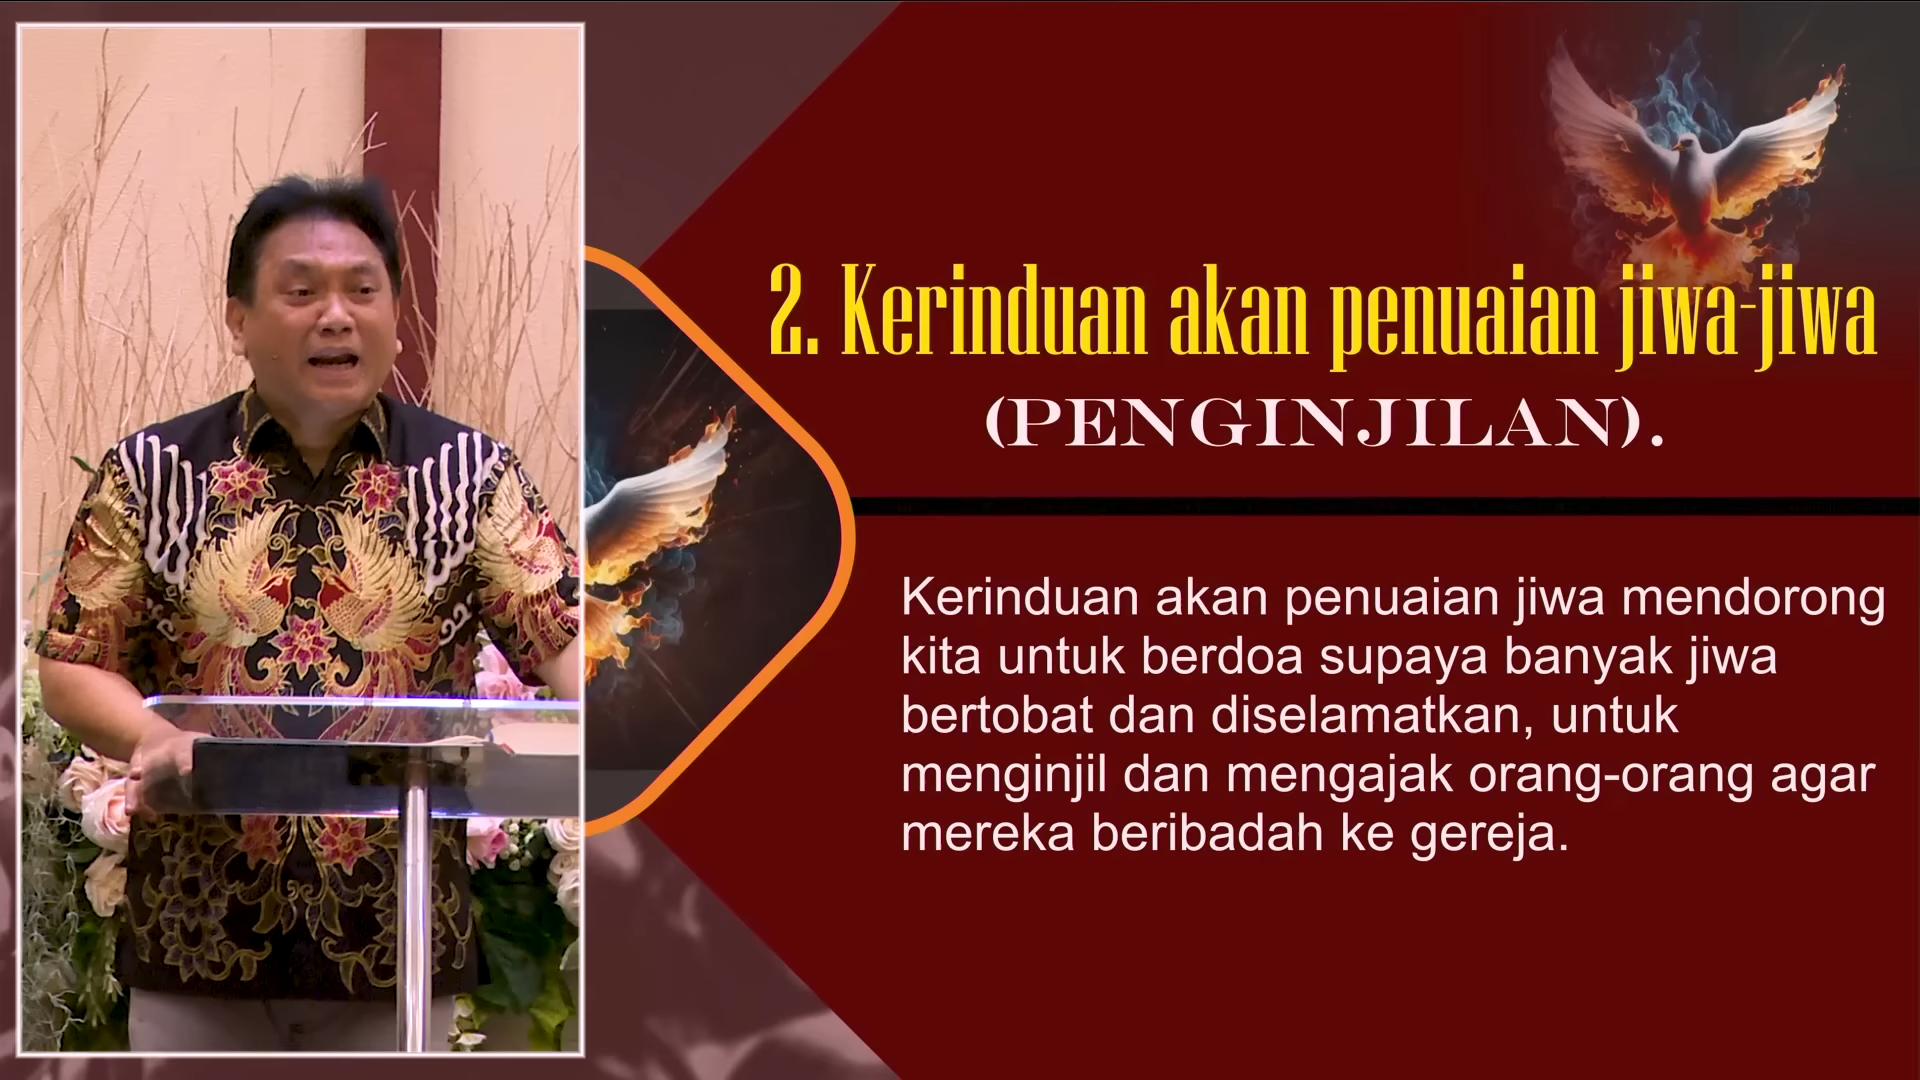 2. Kerinduan akan penuaian jiwa-jiwa
(PENGINJILAN).
Kerinduan akan penuaian jiwa mendorong
kita untuk berdoa supaya banyak jiwa
bertobat dan diselamatkan, untuk
menginjil dan mengajak orang-orang agar
mereka beribadah ke gereja.